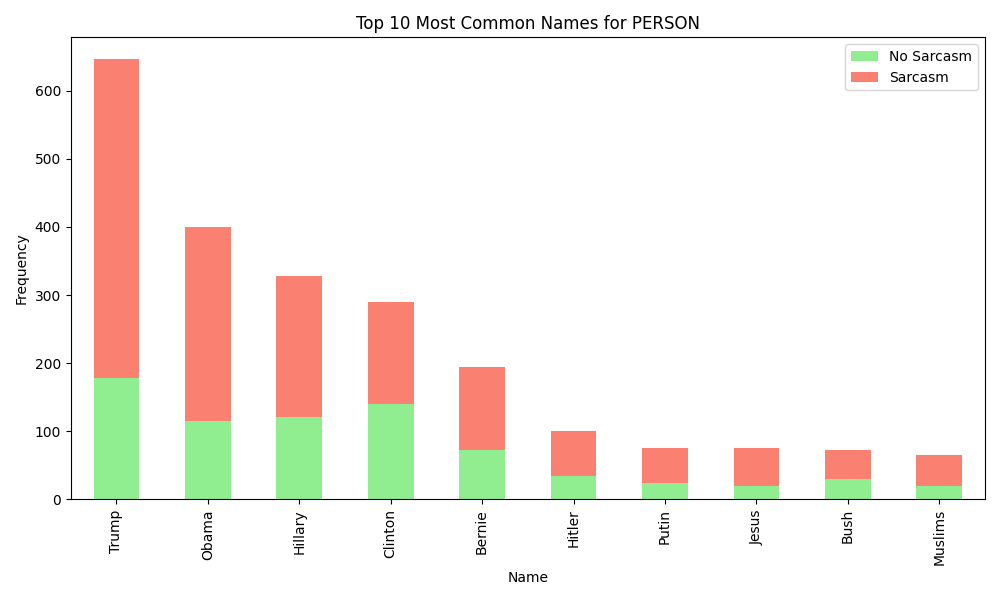 Top 10 Most Common Names for PERSON
No Sarcasm
Sarcasm
Frequency
600
500
400
300
200
100
0
Trump
Obama
Hillary
Clinton
Bernie
Hitler
Putin
Jesus
Bush
Muslims
Name